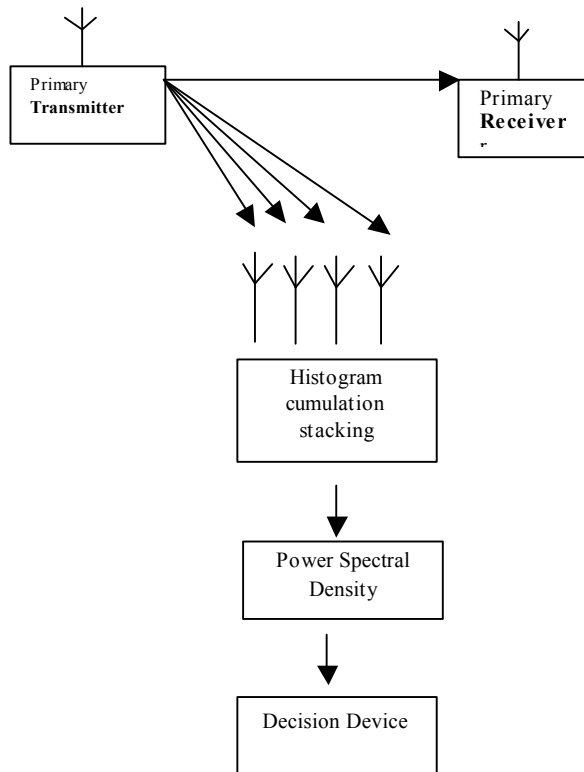 Primary
Transmitter
Primary
Receiver
r
Histogram
cumulation
stacking
Power Spectral
Density
Decision Device